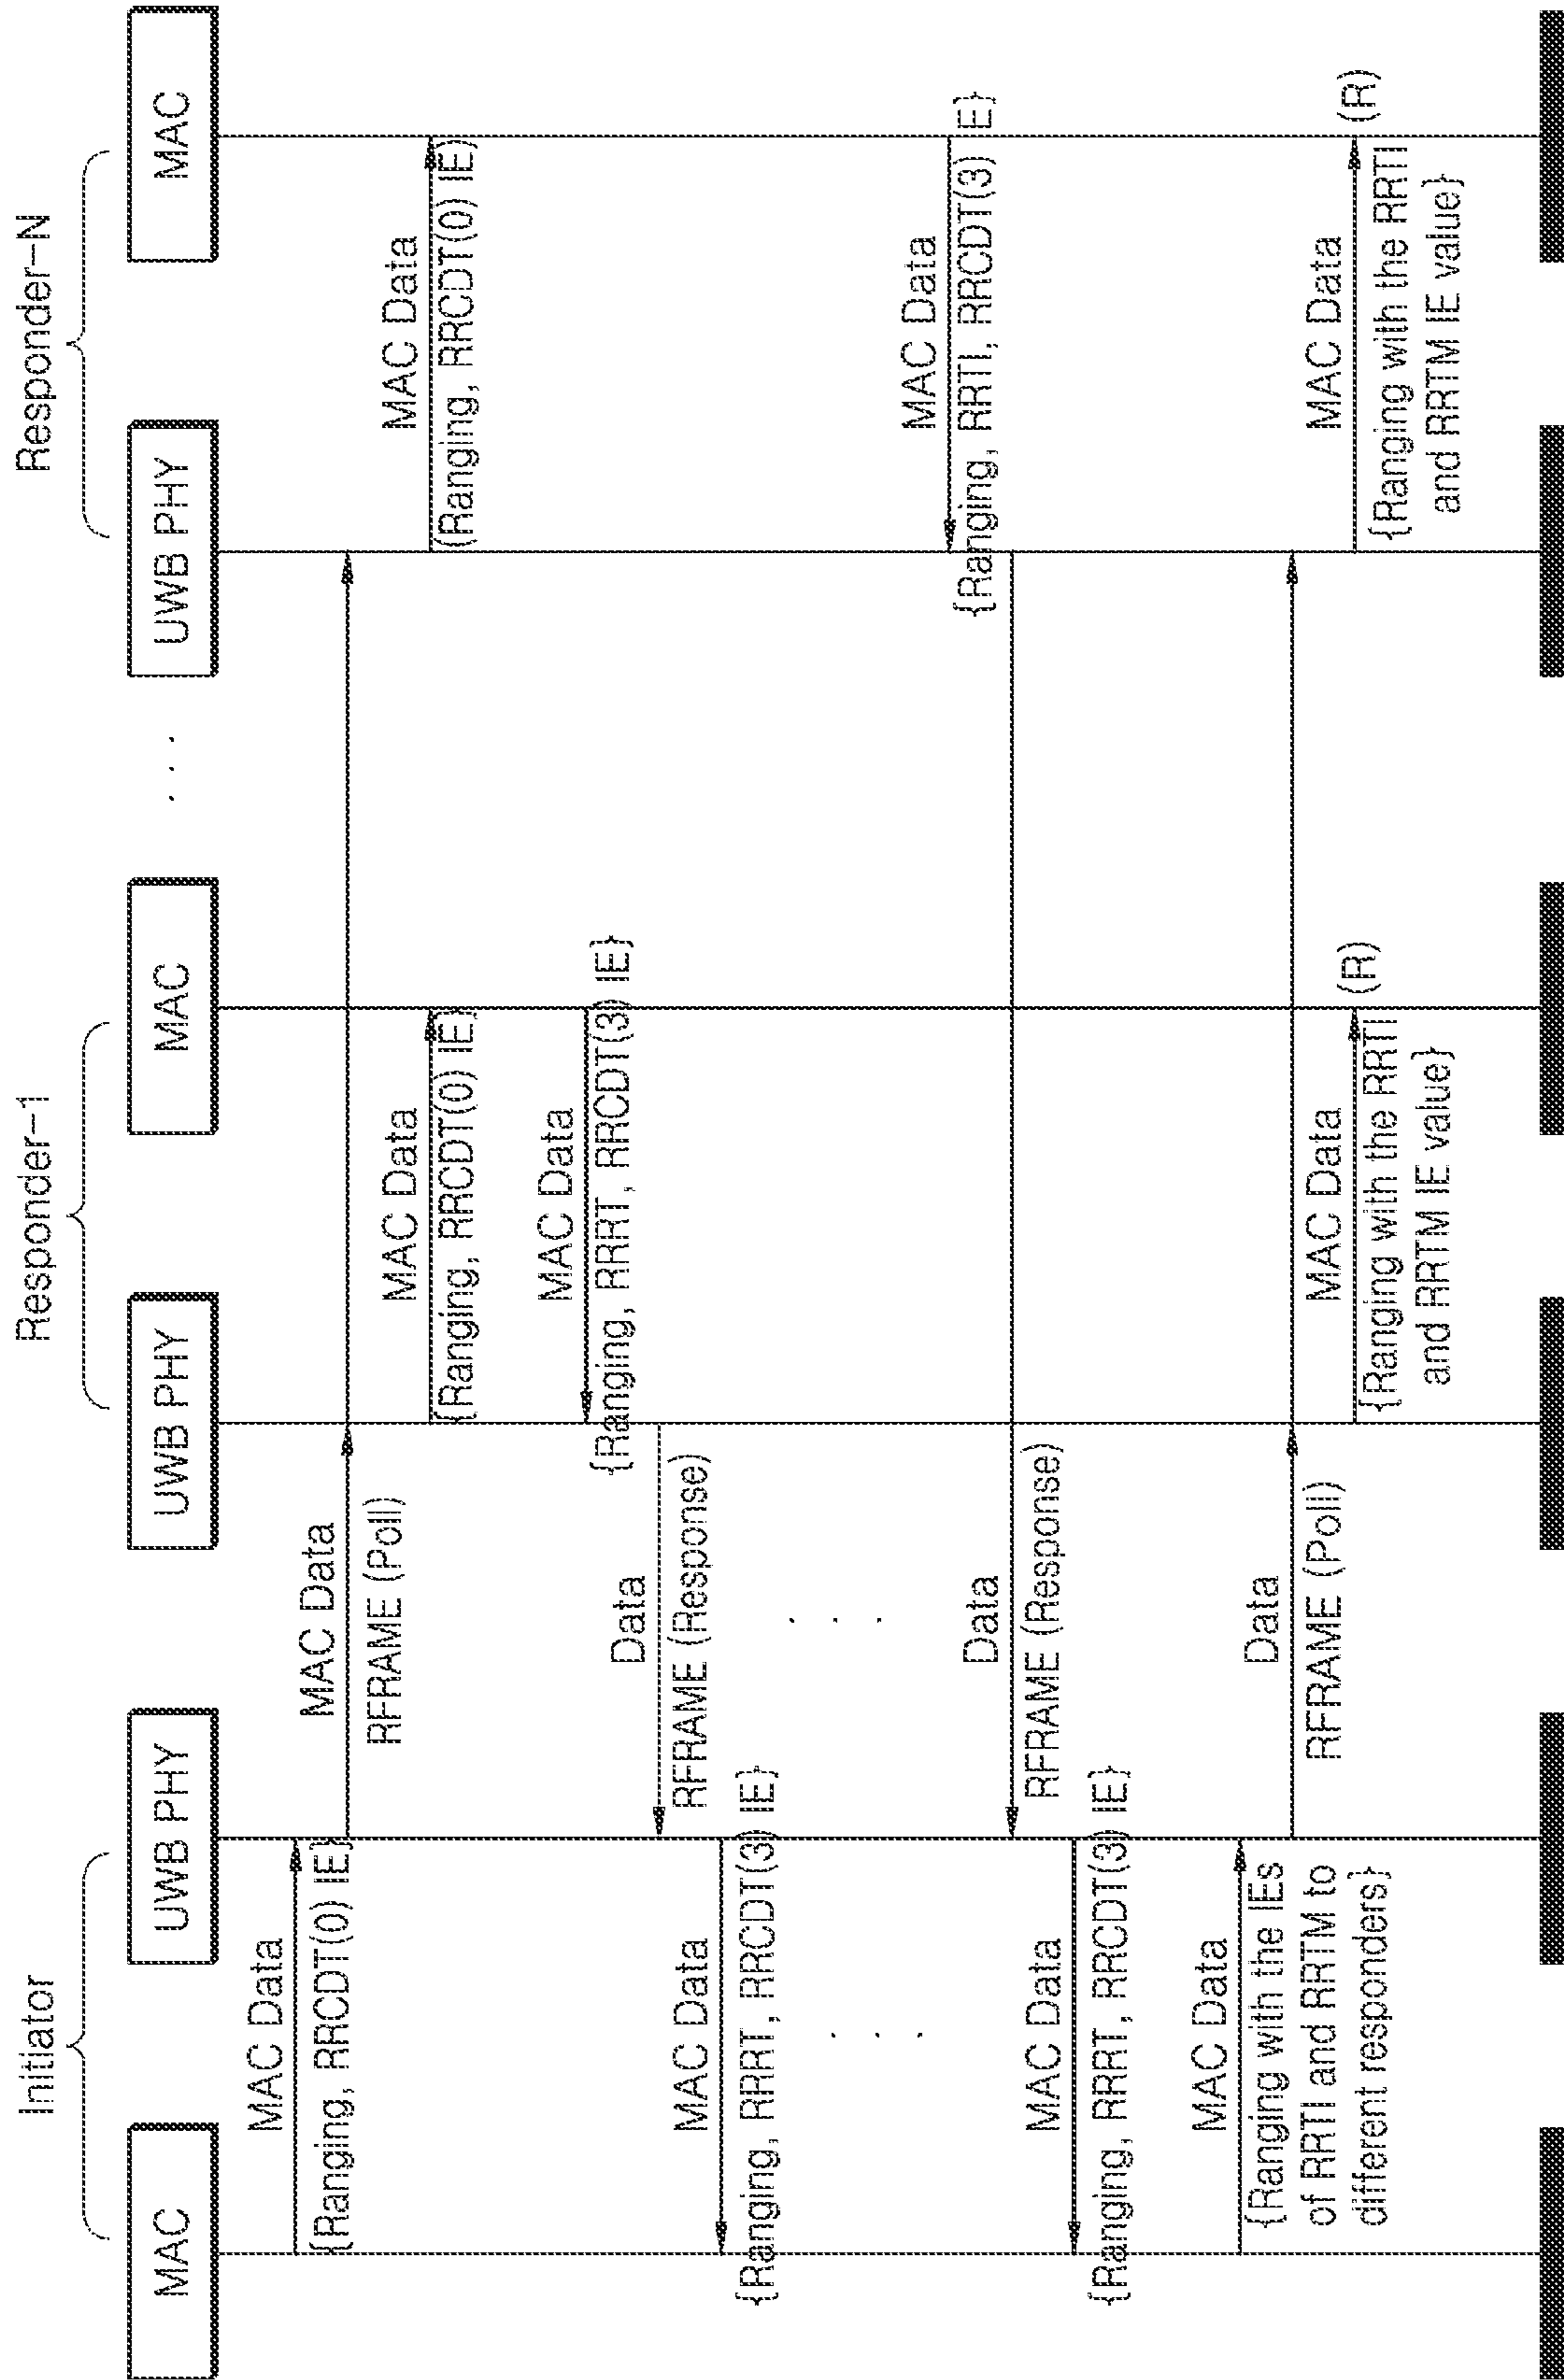 Initiator
Responder-1
Responder-N
MAC
UWB PHY
UWB PHY
MAC
. . .
UWB PHY
MAC
MAC Data
{Ranging, RRCDT(0) IE}
MAC Data
RFRAME (Poll)
MAC Data
{Ranging, RRCDT(0) IE}
MAC Data
(Ranging, RRCDT(0) IE)
MAC Data
{Ranging, RRRT, RRCDT(3) IE}
Data
RFRAME (Response)
MAC Data
{Ranging, RRRT, RRCDT(3) IE}
. . .
. . .
MAC Data
{Ranging, RRTI, RRCDT(3) IE}
Data
RFRAME (Response)
MAC Data
{Ranging, RRRT, RRCDT(3) IE}
MAC Data
{Ranging with the IEs
of RRTI and RRTM to
different responders}
Data
RFRAME (Poll)
MAC Data
{Ranging with the RRTI
and RRTM IE value}
(R)
MAC Data
{Ranging with the RRTI
and RRTM IE value}
(R)